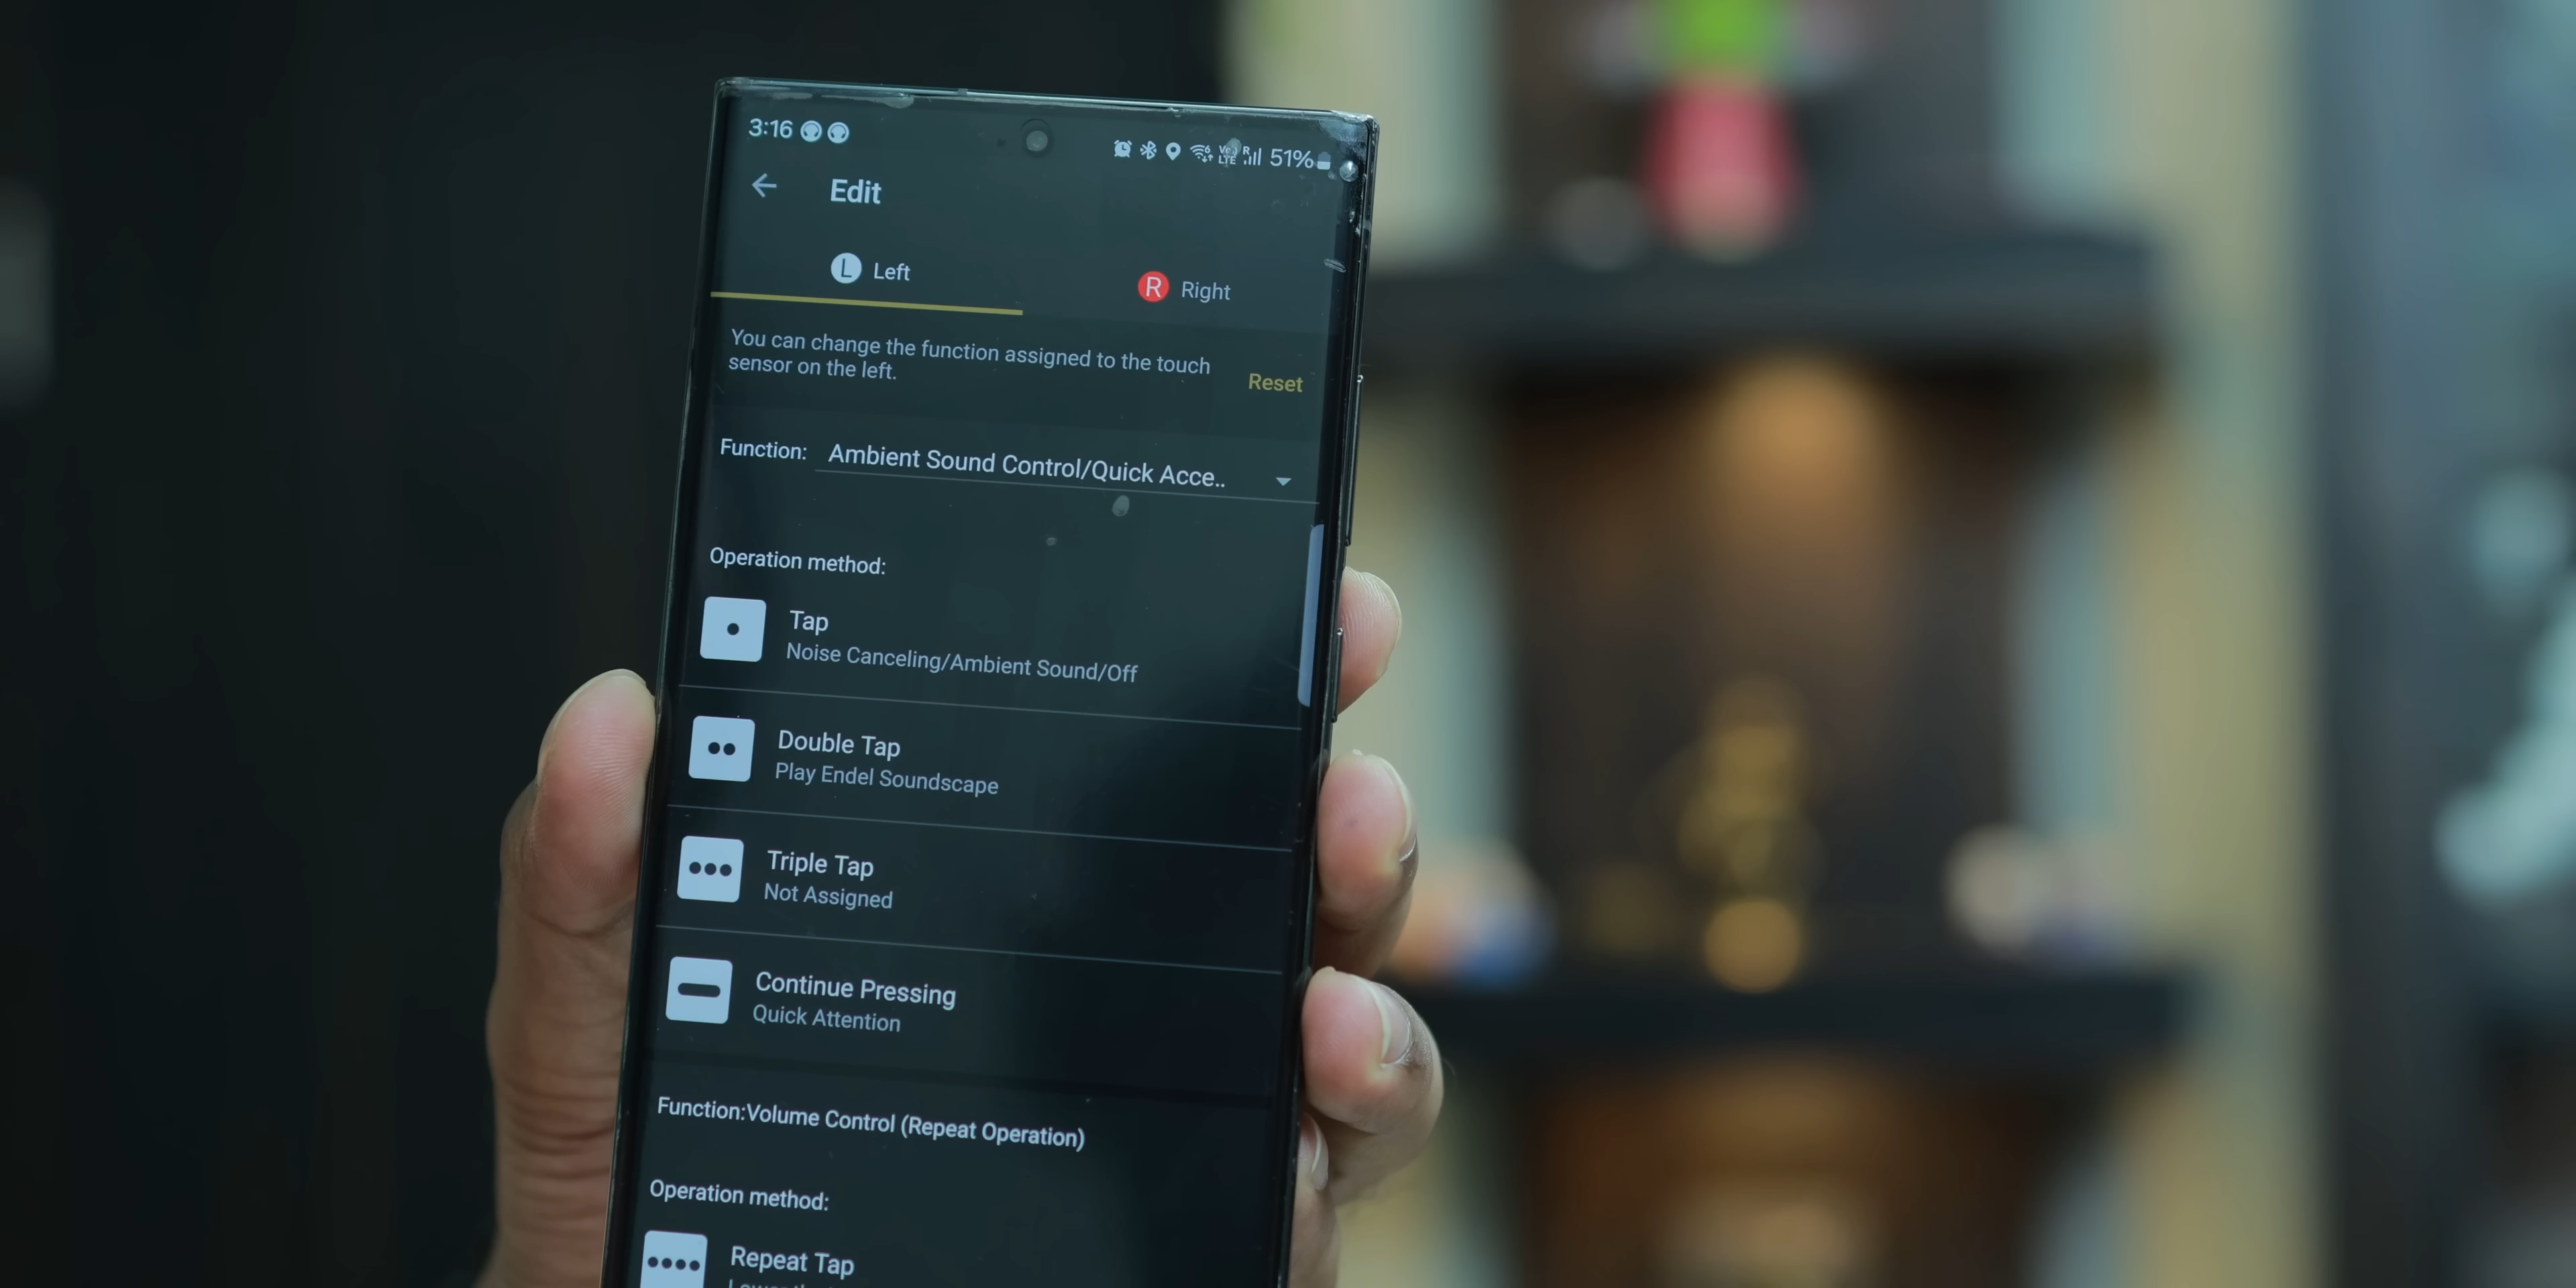 3:16 51%
Edit
L Left R Right
You can change the function assigned to the touch
sensor on the left.
Reset
Function: Ambient Sound Control/Quick Acce..
Operation method:
Tap
Noise Canceling/Ambient Sound/Off
Double Tap
Play Endel Soundscape
Triple Tap
Not Assigned
Continue Pressing
Quick Attention
Function:Volume Control (Repeat Operation)
Operation method:
Repeat Tap